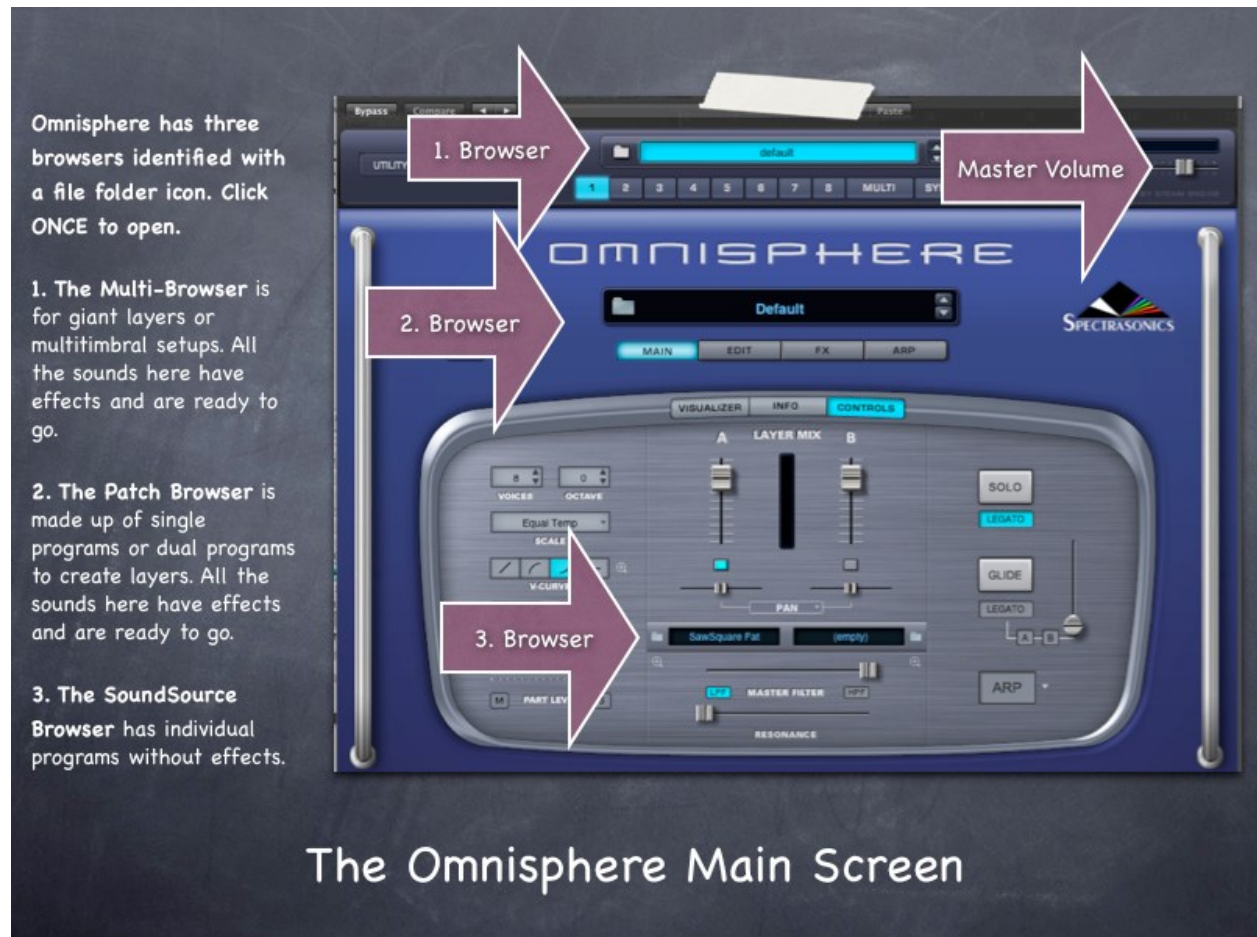 Omnisphere has three
browsers identified with
a file folder icon. Click
ONCE to open.
1. The Multi-Browser is
for giant layers or
multitimbral setups. All
the sounds here have
effects and are ready to
go.
2. The Patch Browser is
made up of single
programs or dual programs
to create layers. All the
sounds here have effects
and are ready to go.
3. The SoundSource
Browser has individual
programs without effects.
Bypass Compare Paste
UTILITY
1. Browser
default
Master Volume
1 2 3 4 5 6 7 8 MULTI
OMNISPHERE
2. Browser
Default
SPECTRASONICS
MAIN EDIT FX ARP
VISUALIZER INFO CONTROLS
A LAYER MIX B
8 0
VOICES OCTAVE
SOLO
Equal Temp
LEGATO
SCALE
V-CURVE
GLIDE
PAN
LEGATO
3. Browser
SawSquare Pat (empty)
A B
LPF MASTER FILTER HPF
ARP
M PART LEV
RESONANCE
The Omnisphere Main Screen